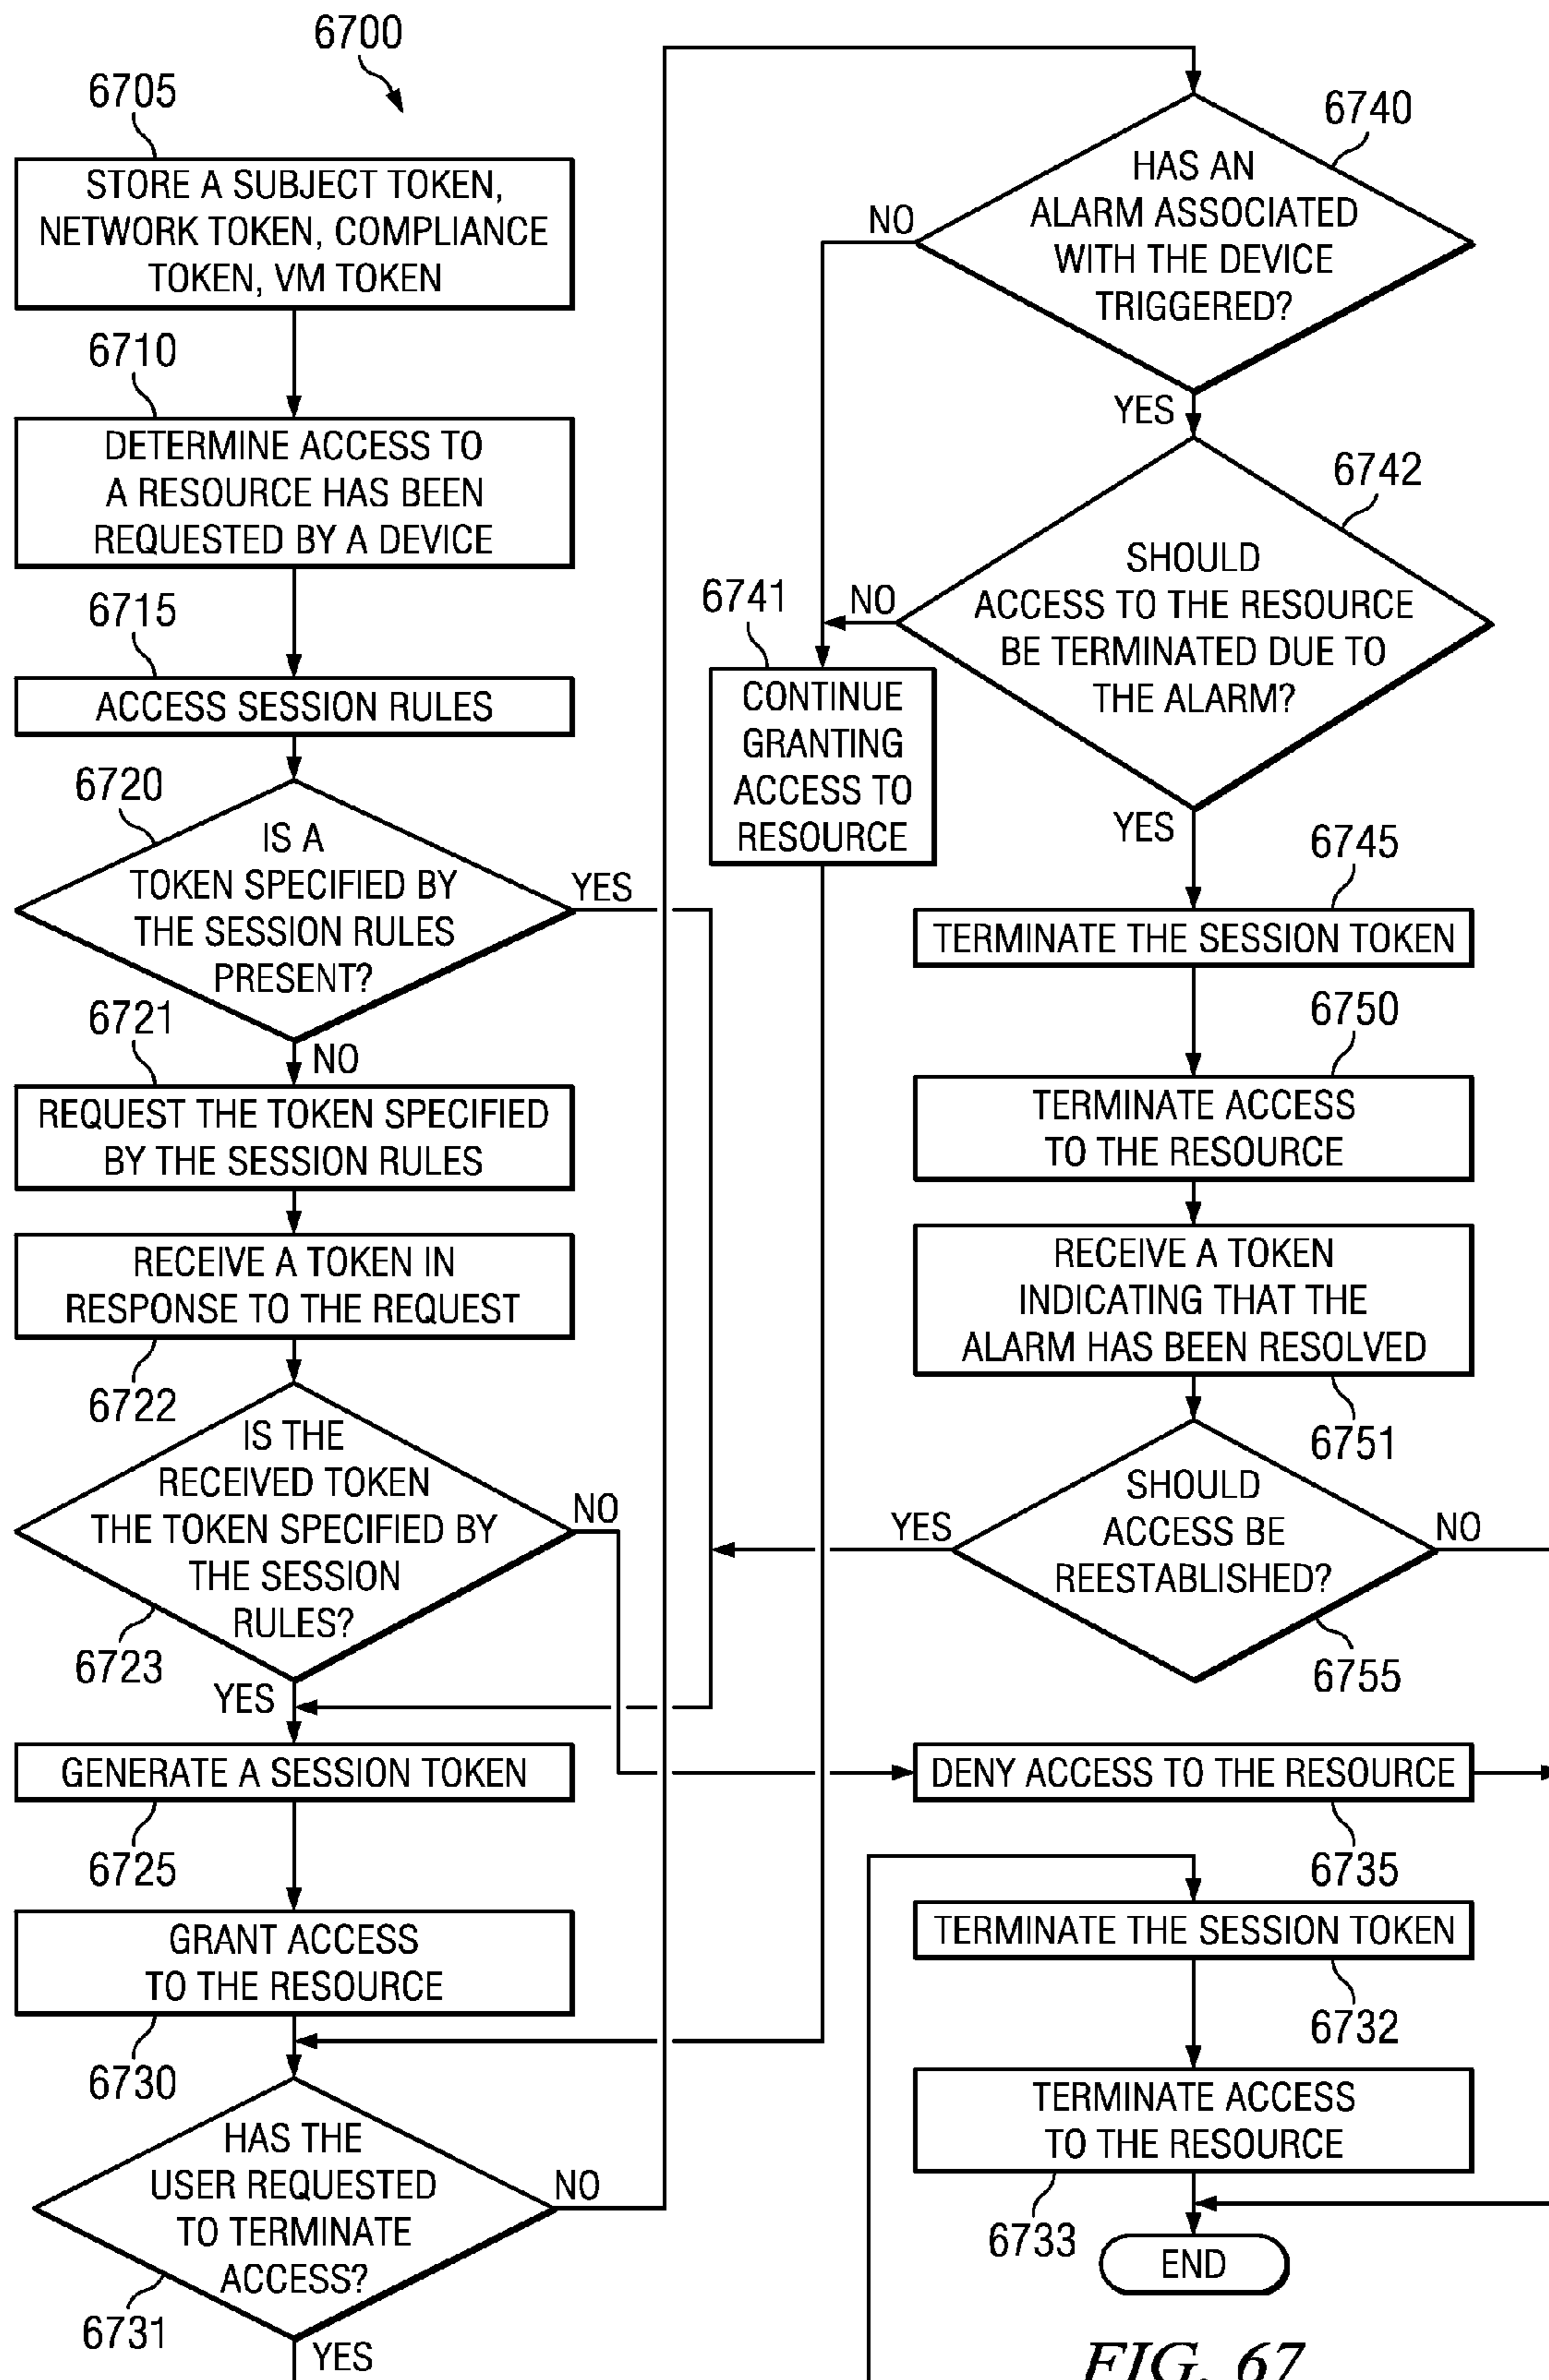 6700
6705
STORE A SUBJECT TOKEN,
NETWORK TOKEN, COMPLIANCE
TOKEN, VM TOKEN
6710
DETERMINE ACCESS TO
A RESOURCE HAS BEEN
REQUESTED BY A DEVICE
6715
ACCESS SESSION RULES
6720
IS A
TOKEN SPECIFIED BY
THE SESSION RULES
PRESENT?
YES
NO
6721
REQUEST THE TOKEN SPECIFIED
BY THE SESSION RULES
RECEIVE A TOKEN IN
RESPONSE TO THE REQUEST
6722
IS THE
RECEIVED TOKEN
THE TOKEN SPECIFIED BY
THE SESSION
RULES?
NO
6723
YES
GENERATE A SESSION TOKEN
6725
GRANT ACCESS
TO THE RESOURCE
6730
HAS THE
USER REQUESTED
TO TERMINATE
ACCESS?
NO
6731
YES
6740
HAS AN
ALARM ASSOCIATED
WITH THE DEVICE
TRIGGERED?
NO
YES
6742
SHOULD
ACCESS TO THE RESOURCE
BE TERMINATED DUE TO
THE ALARM?
NO
6741
CONTINUE
GRANTING
ACCESS TO
RESOURCE
YES
6745
TERMINATE THE SESSION TOKEN
6750
TERMINATE ACCESS
TO THE RESOURCE
RECEIVE A TOKEN
INDICATING THAT THE
ALARM HAS BEEN RESOLVED
6751
SHOULD
ACCESS BE
REESTABLISHED?
YES
NO
6755
DENY ACCESS TO THE RESOURCE
6735
TERMINATE THE SESSION TOKEN
6732
TERMINATE ACCESS
TO THE RESOURCE
6733
END
FIG. 67